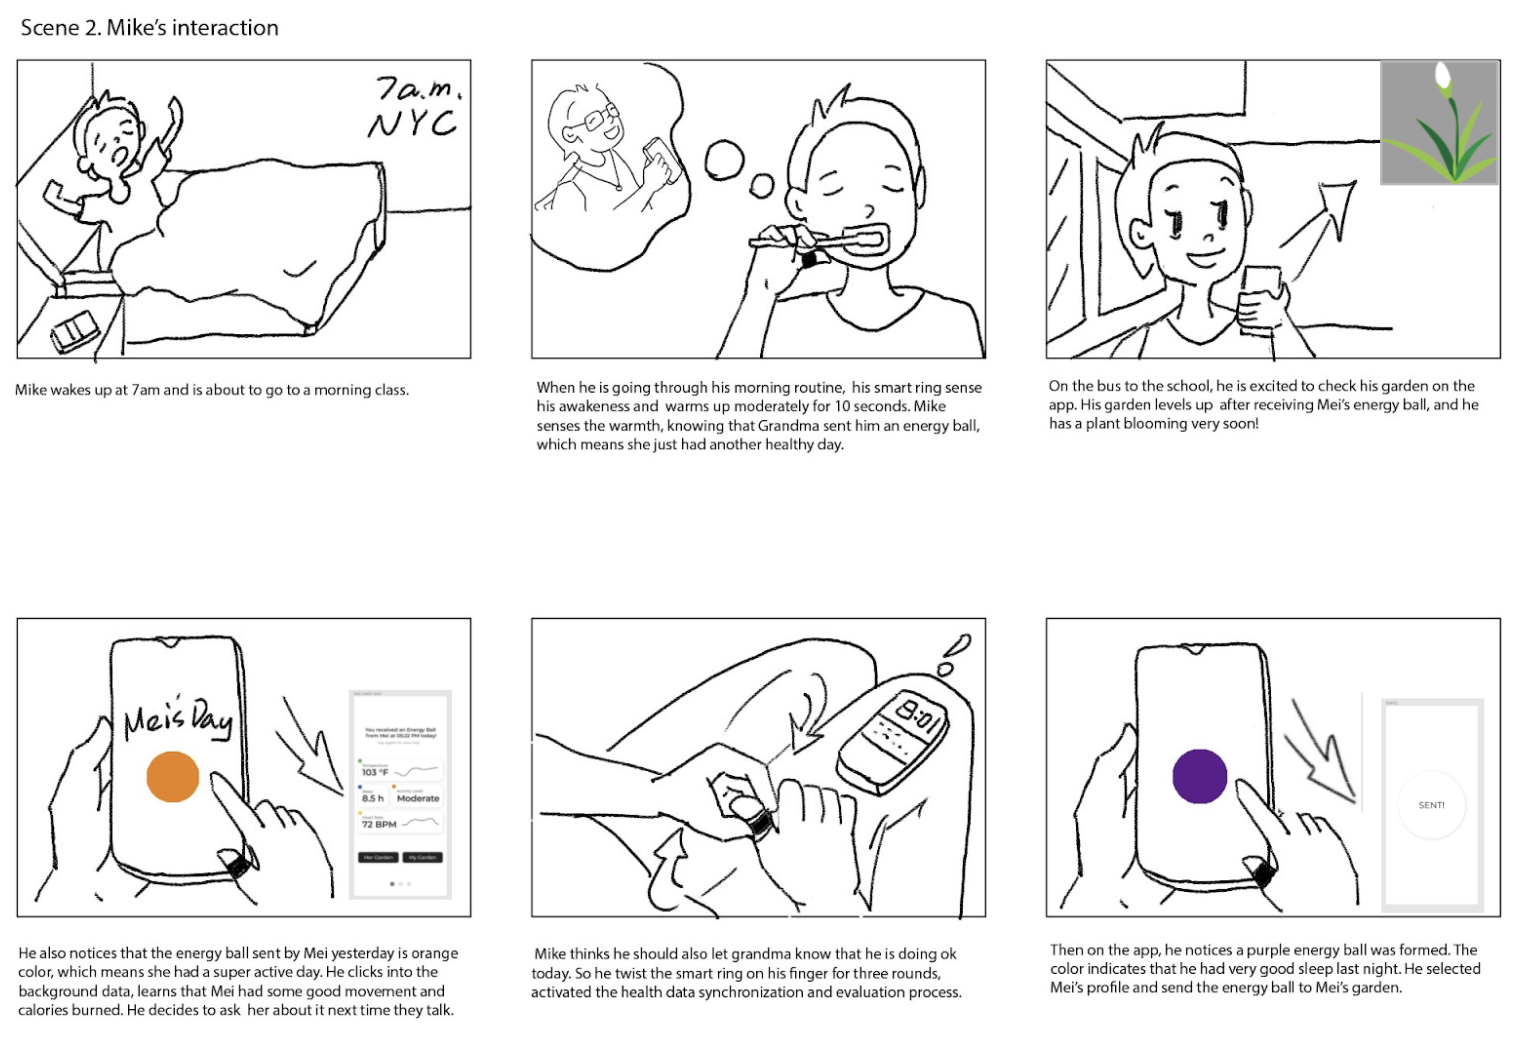 Scene 2. Mike's interaction
7a.m.
NYC
Mike wakes up at 7am and is about to go to a morning class.
When he is going through his morning routine, his smart ring sense
his awakeness and warms up moderately for 10 seconds. Mike
senses the warmth, knowing that Grandma sent him an energy ball,
which means she just had another healthy day.
On the bus to the school, he is excited to check his garden on the
app. His garden levels up after receiving Mei's energy ball, and he
has a plant blooming very soon!
Mei's Day
You received an Energy Ball
from Mei at 05:22 PM today!
Temperature
103 °F
8.5 h
Activity Level
Moderate
Heart Rate
72 BPM
Her Garden
My Garden
He also notices that the energy ball sent by Mei yesterday is orange
color, which means she had a super active day. He clicks into the
background data, learns that Mei had some good movement and
calories burned. He decides to ask her about it next time they talk.
8:01
!
Mike thinks he should also let grandma know that he is doing ok
today. So he twist the smart ring on his finger for three rounds,
activated the health data synchronization and evaluation process.
SENT!
Then on the app, he notices a purple energy ball was formed. The
color indicates that he had very good sleep last night. He selected
Mei's profile and send the energy ball to Mei's garden.